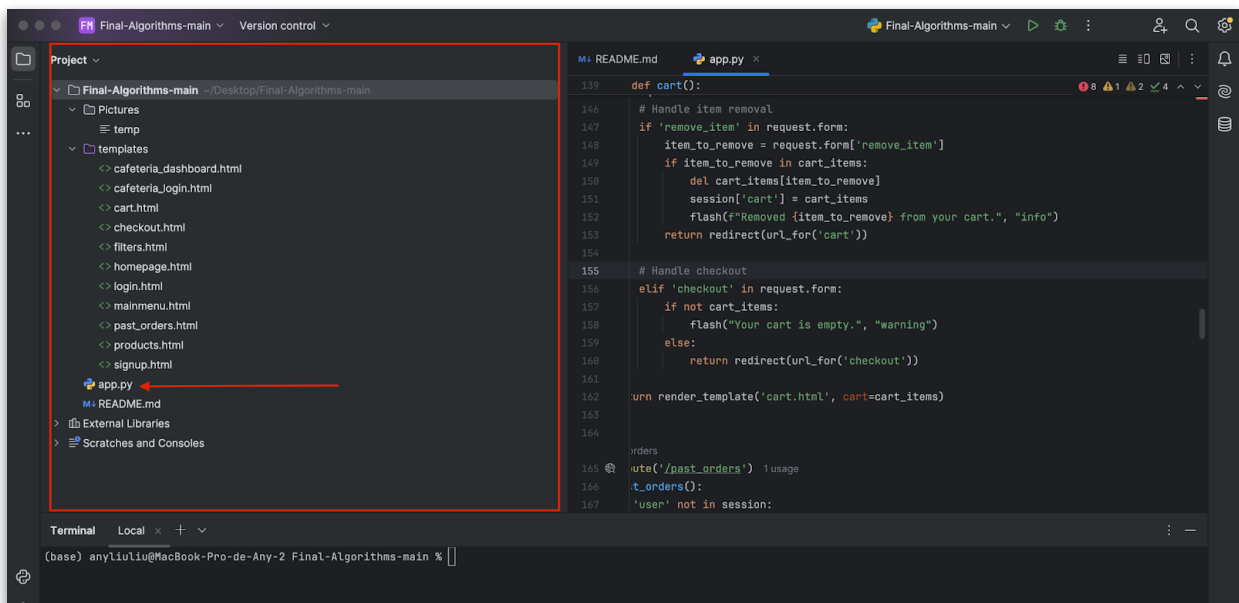 FM Final-Algorithms-main Version control Final-Algorithms-main
Project
Final-Algorithms-main ~/Desktop/Final-Algorithms-main
Pictures
temp
templates
<> cafeteria_dashboard.html
<> cafeteria_login.html
<> cart.html
<> checkout.html
<> filters.html
<> homepage.html
<> login.html
<> mainmenu.html
<> past_orders.html
<> products.html
<> signup.html
app.py
M↓ README.md
External Libraries
Scratches and Consoles
M↓ README.md app.py ×
139 def cart(): 8 1 2 4
146 # Handle item removal
147 if 'remove_item' in request.form:
148 item_to_remove = request.form['remove_item']
149 if item_to_remove in cart_items:
150 del cart_items[item_to_remove]
151 session['cart'] = cart_items
152 flash(f"Removed {item_to_remove} from your cart.", "info")
153 return redirect(url_for('cart'))
154
155 # Handle checkout
156 elif 'checkout' in request.form:
157 if not cart_items:
158 flash("Your cart is empty.", "warning")
159 else:
160 return redirect(url_for('checkout'))
161
162 urn render_template('cart.html', cart=cart_items)
163
164
orders
165 ute('/past_orders') 1 usage
166 t_orders():
167 'user' not in session:
Terminal Local ×
(base) anyliuliu@MacBook-Pro-de-Any-2 Final-Algorithms-main %